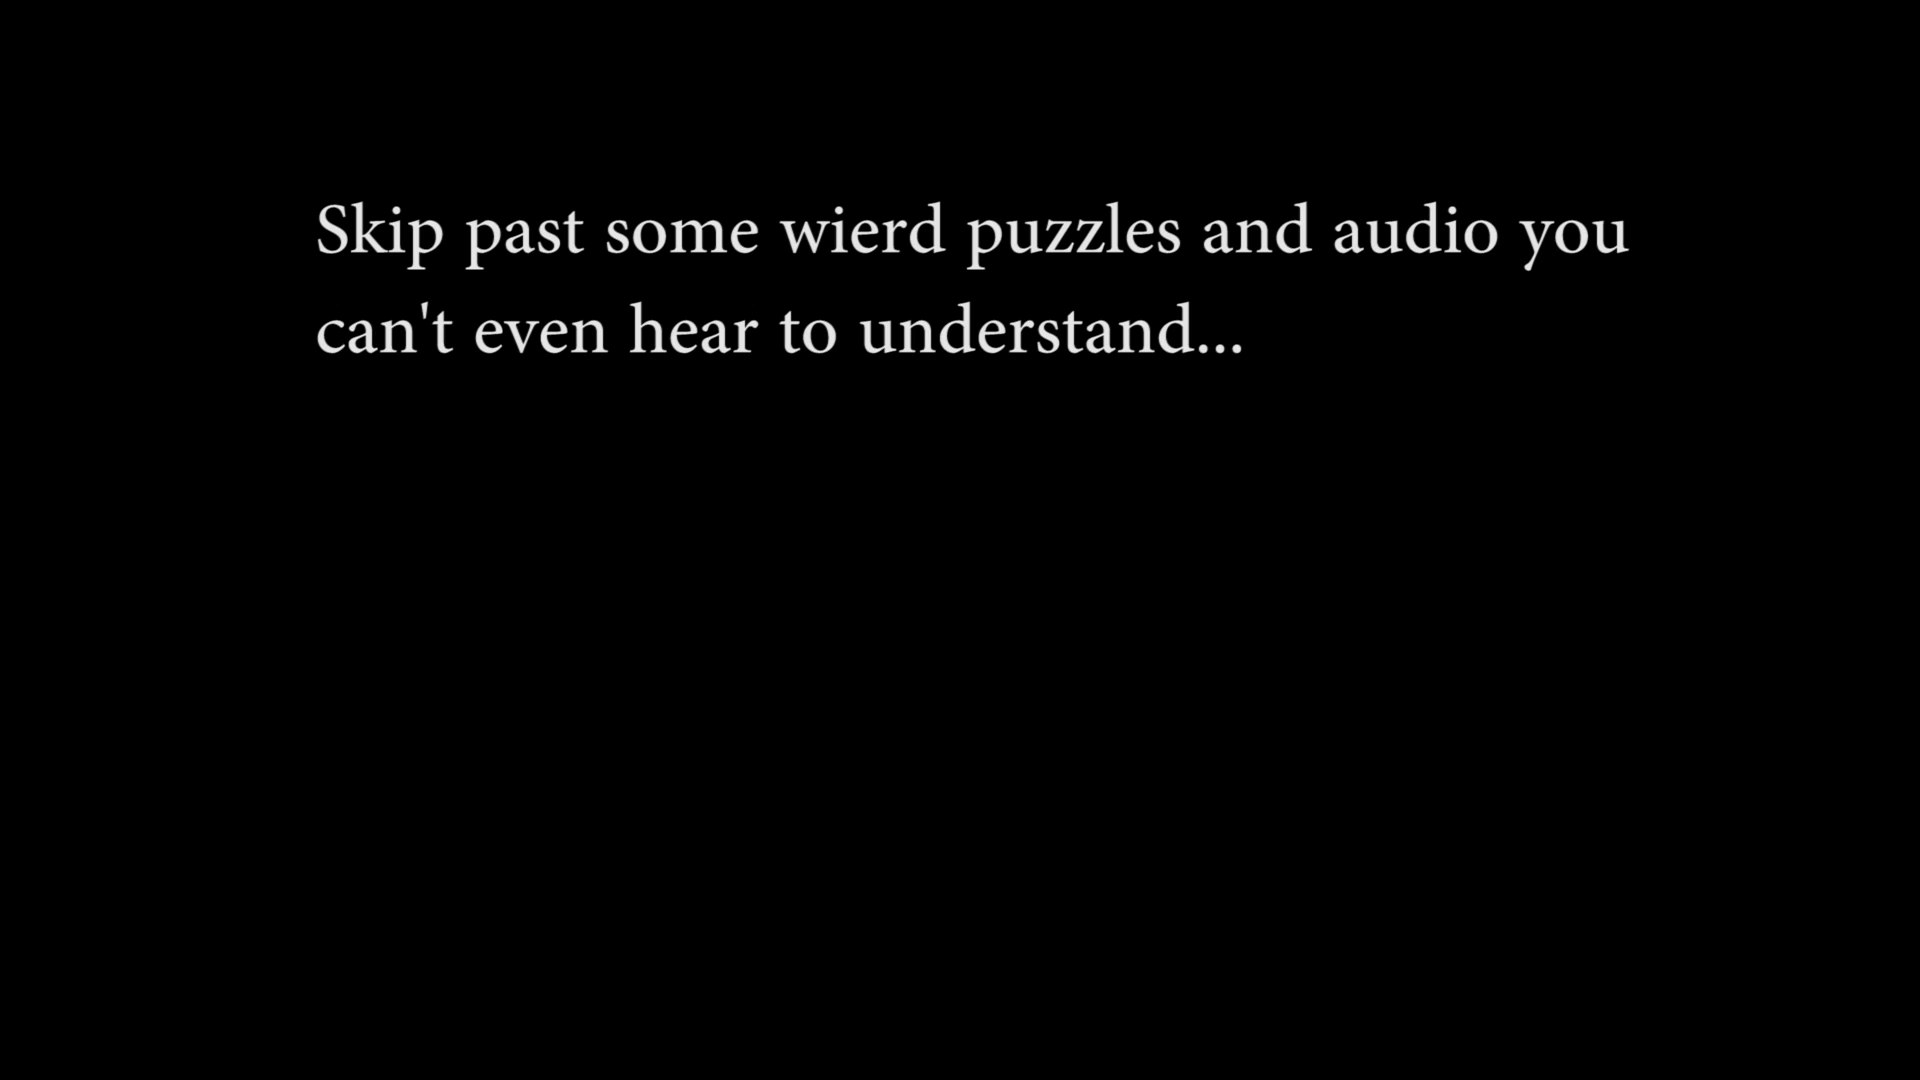 Skip past some wierd puzzles and audio you
can't even hear to understand...